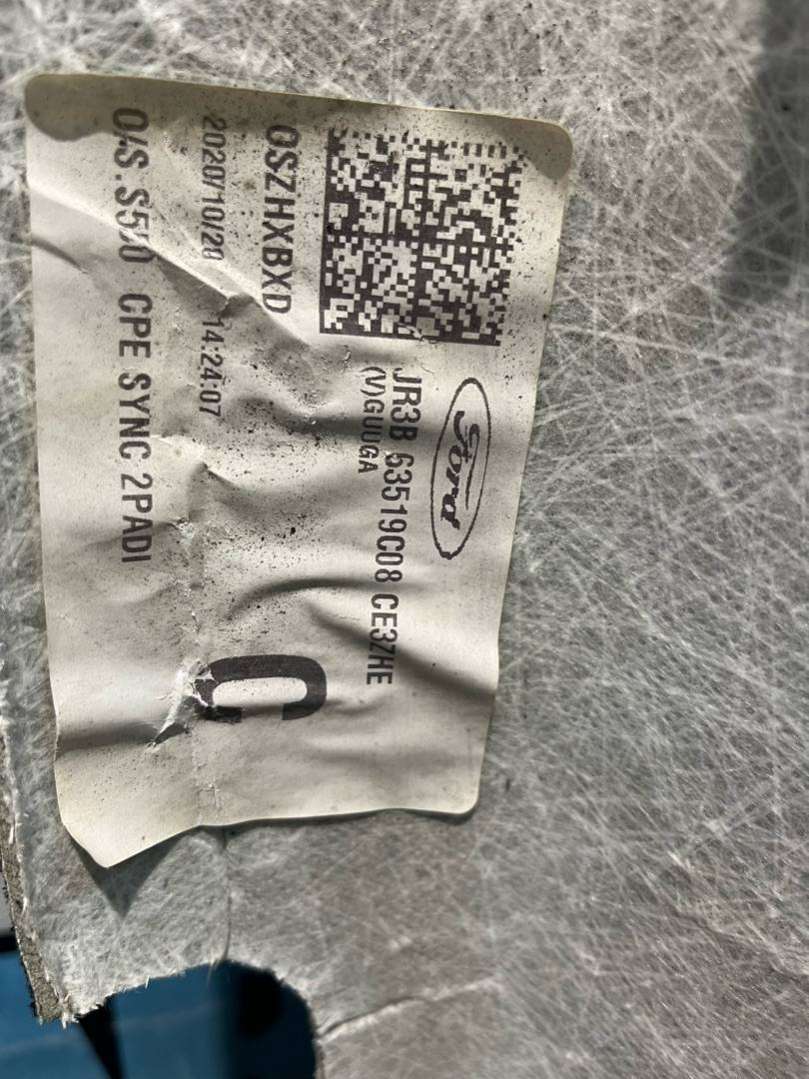 Ford
JR3B 63519C08 CE3ZHE
(V)GUUGA
OSZHXBXD
C
2020/10/20 14:24:07
O/S.S550 CPE SYNC 2PADI